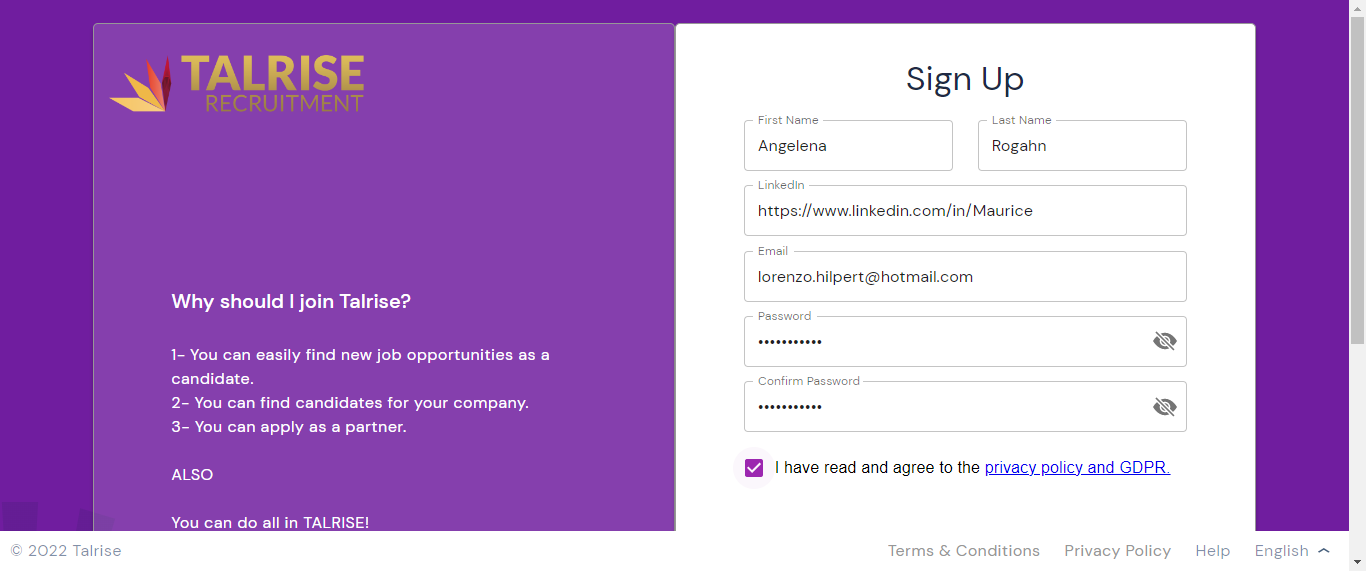 TALRISE
RECRUITMENT
Why should I join Talrise?
1- You can easily find new job opportunities as a
candidate.
2- You can find candidates for your company.
3- You can apply as a partner.
ALSO
You can do all in TALRISE!
Sign Up
First Name
Angelena
Last Name
Rogahn
LinkedIn
https://www.linkedin.com/in/Maurice
Email
lorenzo.hilpert@hotmail.com
Password
•••••••••••
Confirm Password
•••••••••••
I have read and agree to the privacy policy and GDPR.
© 2022 Talrise
Terms & Conditions
Privacy Policy
Help
English